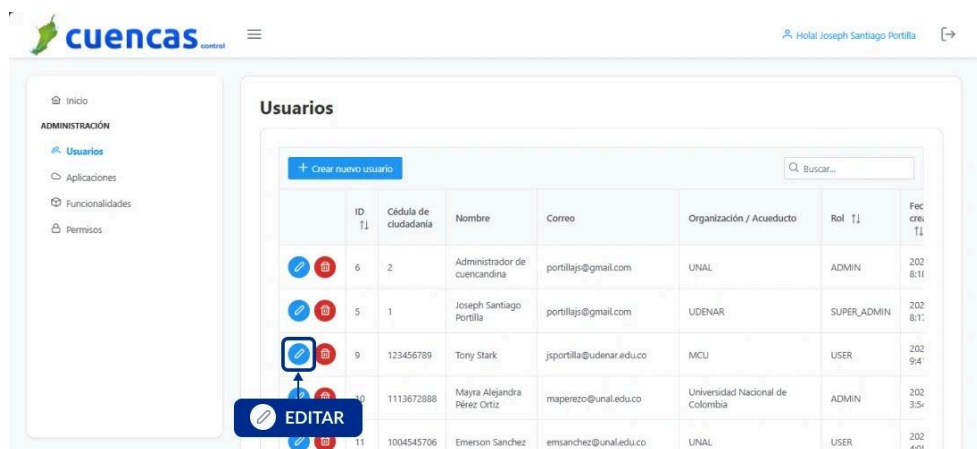 cuencas control
Hola! Joseph Santiago Portilla
Inicio
ADMINISTRACIÓN
Usuarios
Aplicaciones
Funcionalidades
Permisos
Usuarios
+ Crear nuevo usuario
Buscar...
ID
Cédula de ciudadanía
Nombre
Correo
Organización / Acueducto
Rol
6 2 Administrador de cuencandina portillajs@gmail.com UNAL ADMIN
5 1 Joseph Santiago Portilla portillajs@gmail.com UDENAR SUPER_ADMIN
9 123456789 Tony Stark jsportilla@udenar.edu.co MCU USER
10 1113672888 Mayra Alejandra Pérez Ortiz maperezo@unal.edu.co Universidad Nacional de Colombia ADMIN
EDITAR
11 1004545706 Emerson Sanchez emsanchez@unal.edu.co UNAL USER